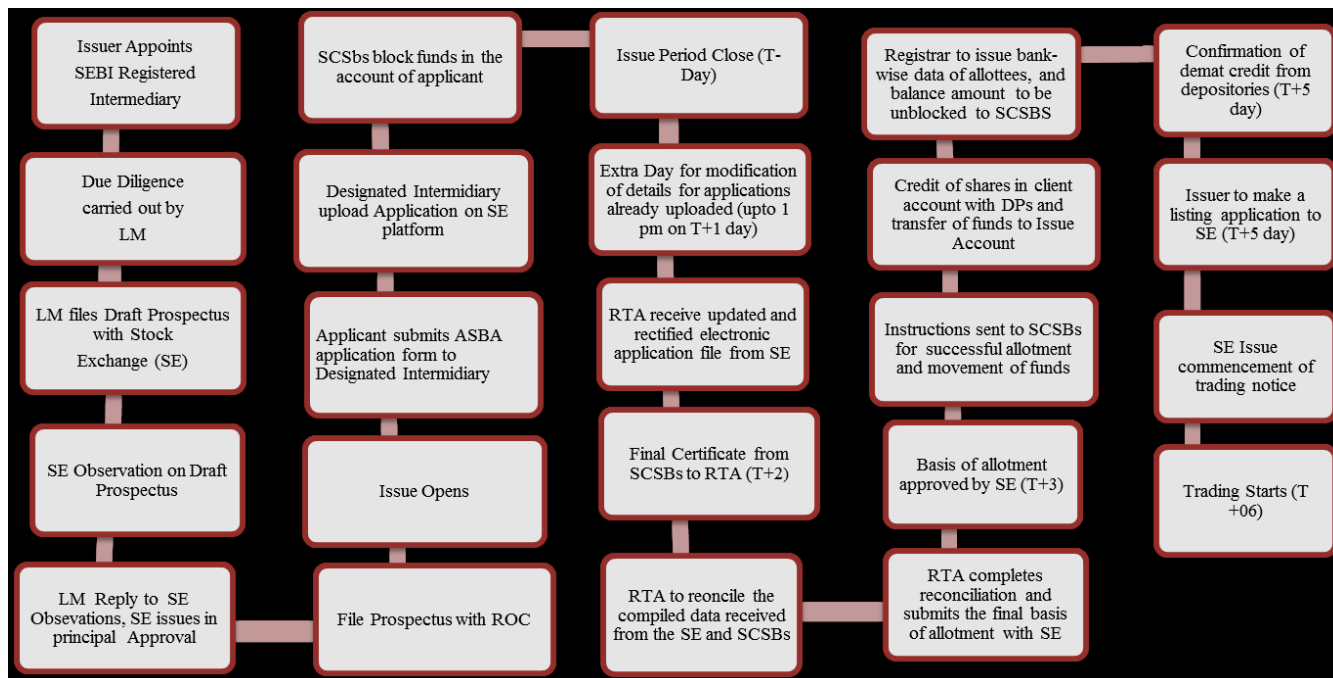 Issuer Appoints
SEBI Registered
Intermediary
Due Diligence
carried out by
LM
LM files Draft Prospectus
with Stock
Exchange (SE)
SE Observation on Draft
Prospectus
LM Reply to SE
Obsevations, SE issues in
principal Approval
File Prospectus with ROC
Issue Opens
Applicant submits ASBA
application form to
Designated Intermidiary
Designated Intermidiary
upload Application on SE
platform
SCSbs block funds in the
account of applicant
Issue Period Close (T-
Day)
Extra Day for modification
of details for applications
already uploaded (upto 1
pm on T+1 day)
RTA receive updated and
rectified electronic
application file from SE
Final Certificate from
SCSBs to RTA (T+2)
RTA to reconcile the
compiled data received
from the SE and SCSBs
RTA completes
reconciliation and
submits the final basis
of allotment with SE
Basis of allotment
approved by SE (T+3)
Instructions sent to SCSBs
for successful allotment
and movement of funds
Credit of shares in client
account with DPs and
transfer of funds to Issue
Account
Registrar to issue bank-
wise data of allottees, and
balance amount to be
unblocked to SCSBS
Confirmation of
demat credit from
depositories (T+5
day)
Issuer to make a
listing application to
SE (T+5 day)
SE Issue
commencement of
trading notice
Trading Starts (T
+06)